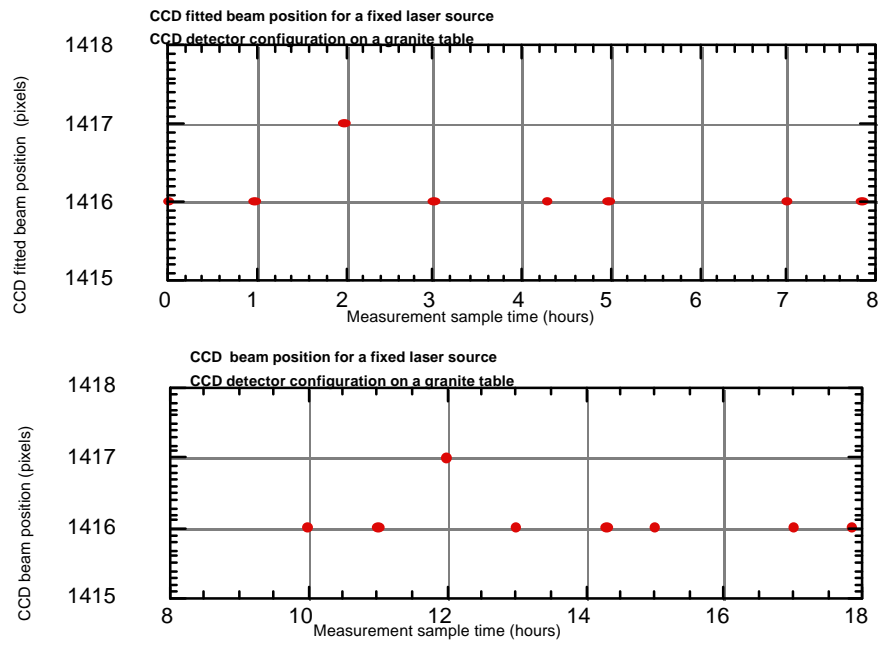 CCD fitted beam position for a fixed laser source
CCD detector configuration on a granite table
CCD fitted beam position (pixels)
1418
1417
1416
1415
0 1 2 3 4 5 6 7 8
Measurement sample time (hours)
CCD beam position for a fixed laser source
CCD detector configuration on a granite table
CCD beam position (pixels)
1418
1417
1416
1415
8 10 12 14 16 18
Measurement sample time (hours)